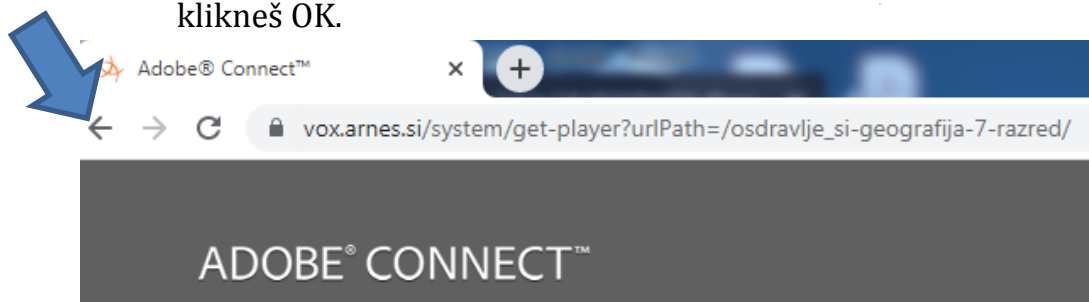 klikneš OK.
Adobe® Connect™
vox.arnes.si/system/get-player?urlPath=/osdravlje_si-geografija-7-razred/
ADOBE® CONNECT™